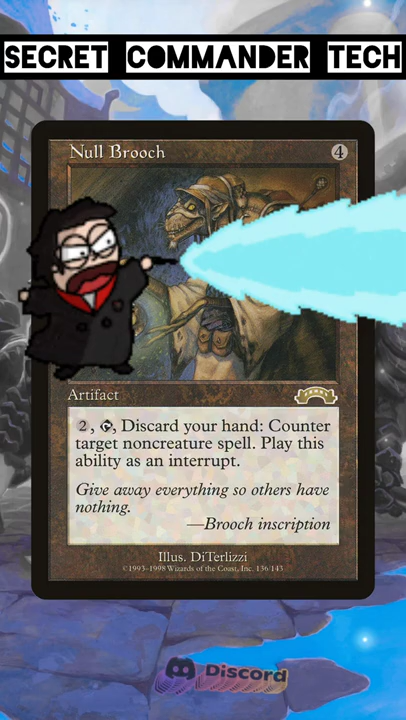 SECRET COMMANDER TECH
Null Brooch 4
Artifact
2, , Discard your hand: Counter
target noncreature spell. Play this
ability as an interrupt.
Give away everything so others have
nothing.
—Brooch inscription
Illus. DiTerlizzi
©1993-1998 Wizards of the Coast, Inc. 136/143
Discord